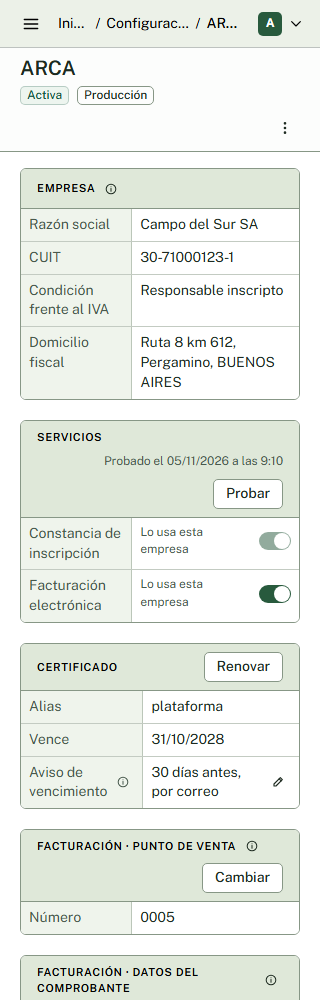 Ini... / Configurac... / AR... A
ARCA
Activa Producción
EMPRESA
Razón social Campo del Sur SA
CUIT 30-71000123-1
Condición Responsable inscripto
frente al IVA
Domicilio Ruta 8 km 612,
fiscal Pergamino, BUENOS
AIRES
SERVICIOS
Probado el 05/11/2026 a las 9:10
Probar
Constancia de Lo usa esta
inscripción empresa
Facturación Lo usa esta
electrónica empresa
CERTIFICADO Renovar
Alias plataforma
Vence 31/10/2028
Aviso de 30 días antes,
vencimiento por correo
FACTURACIÓN · PUNTO DE VENTA
Cambiar
Número 0005
FACTURACIÓN · DATOS DEL
COMPROBANTE